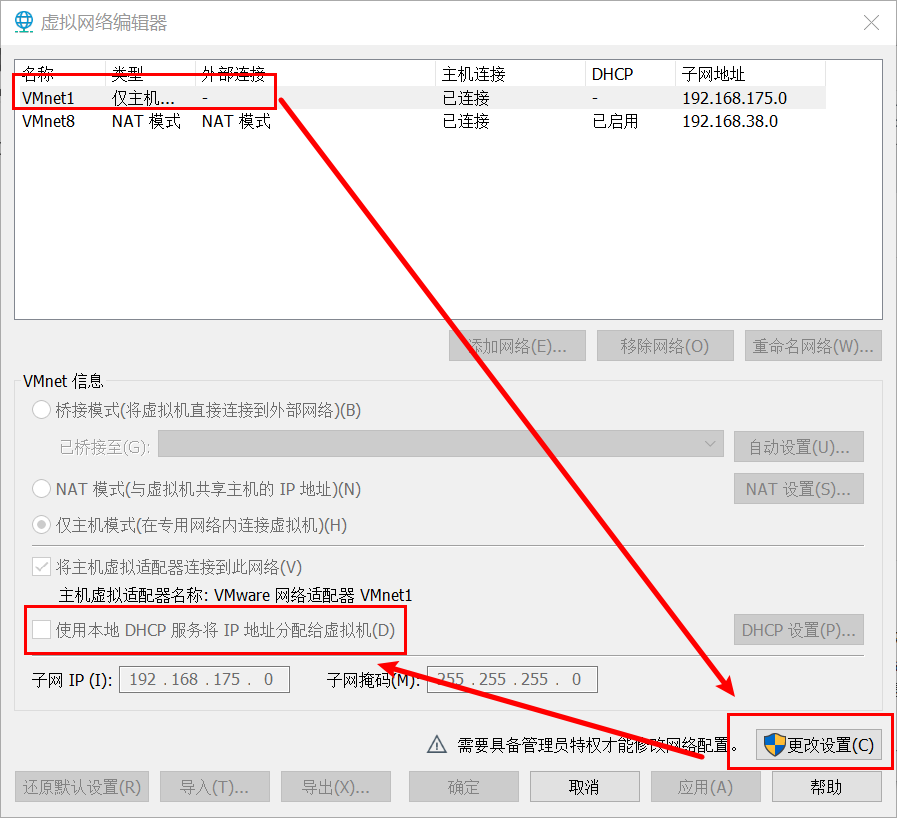 虚拟网络编辑器
名称 类型 外部连接 主机连接 DHCP 子网地址
VMnet1 仅主机... - 已连接 - 192.168.175.0
VMnet8 NAT 模式 NAT 模式 已连接 已启用 192.168.38.0
添加网络(E)... 移除网络(O) 重命名网络(W)...
VMnet 信息
桥接模式(将虚拟机直接连接到外部网络)(B)
已桥接至(G): 自动设置(U)...
NAT 模式(与虚拟机共享主机的 IP 地址)(N) NAT 设置(S)...
仅主机模式(在专用网络内连接虚拟机)(H)
将主机虚拟适配器连接到此网络(V)
主机虚拟适配器名称: VMware 网络适配器 VMnet1
使用本地 DHCP 服务将 IP 地址分配给虚拟机(D) DHCP 设置(P)...
子网 IP (I): 192 . 168 . 175 . 0 子网掩码(M): 255 . 255 . 255 . 0
需要具备管理员特权才能修改网络配置。 更改设置(C)
还原默认设置(R) 导入(T)... 导出(X)... 确定 取消 应用(A) 帮助